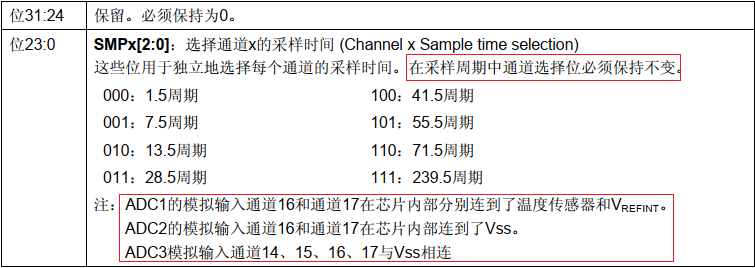 位31:24 保留。必须保持为0。
位23:0 SMPx[2:0]：选择通道x的采样时间 (Channel x Sample time selection)
这些位用于独立地选择每个通道的采样时间。在采样周期中通道选择位必须保持不变。
000：1.5周期 100：41.5周期
001：7.5周期 101：55.5周期
010：13.5周期 110：71.5周期
011：28.5周期 111：239.5周期
注：ADC1的模拟输入通道16和通道17在芯片内部分别连到了温度传感器和VREFINT。
ADC2的模拟输入通道16和通道17在芯片内部连到了Vss。
ADC3模拟输入通道14、15、16、17与Vss相连